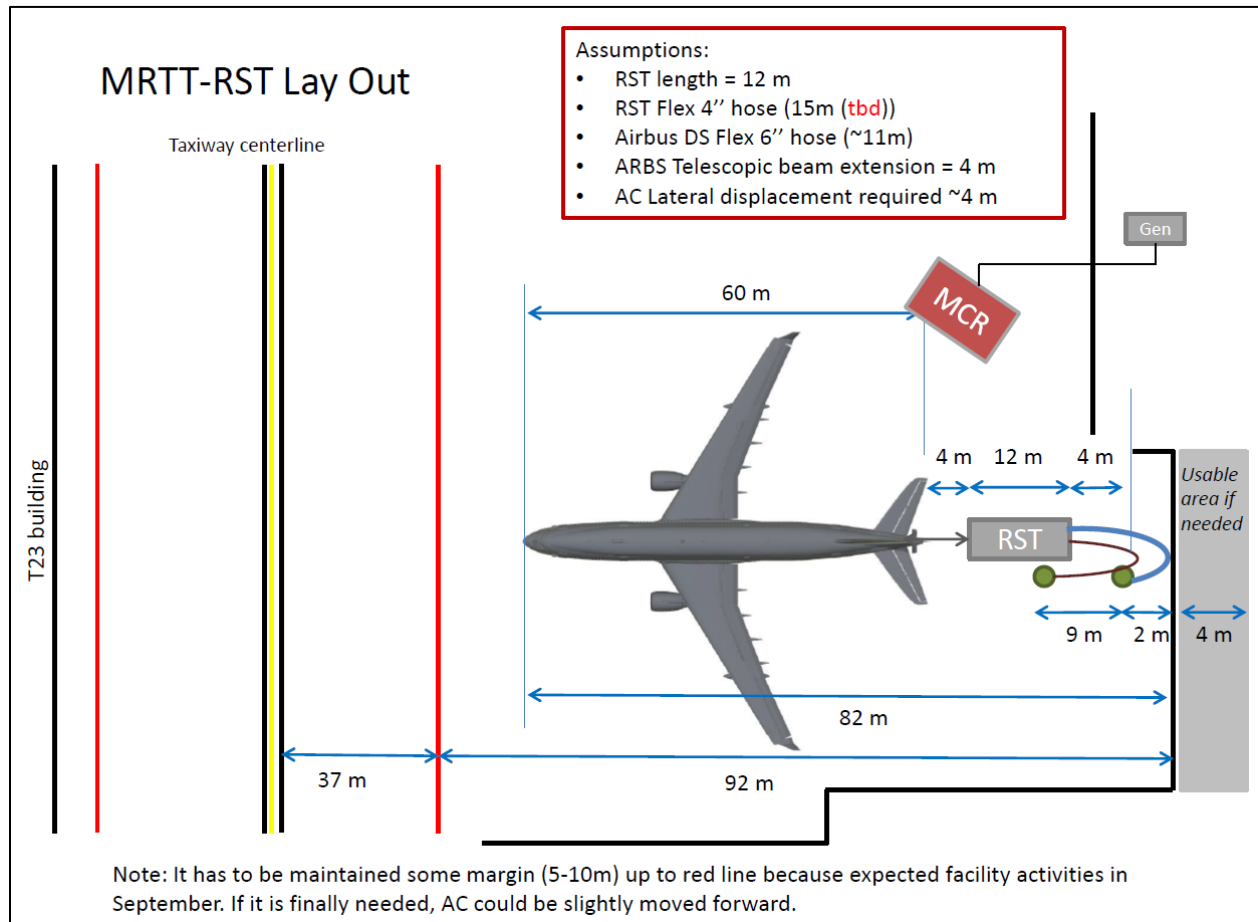 MRTT-RST Lay Out
Assumptions:
• RST length = 12 m
• RST Flex 4’’ hose (15m (tbd))
• Airbus DS Flex 6’’ hose (~11m)
• ARBS Telescopic beam extension = 4 m
• AC Lateral displacement required ~4 m
Taxiway centerline
Gen
60 m
MCR
4 m
12 m
4 m
T23 building
Usable
area if
needed
RST
9 m
2 m
4 m
82 m
37 m
92 m
Note: It has to be maintained some margin (5-10m) up to red line because expected facility activities in
September. If it is finally needed, AC could be slightly moved forward.